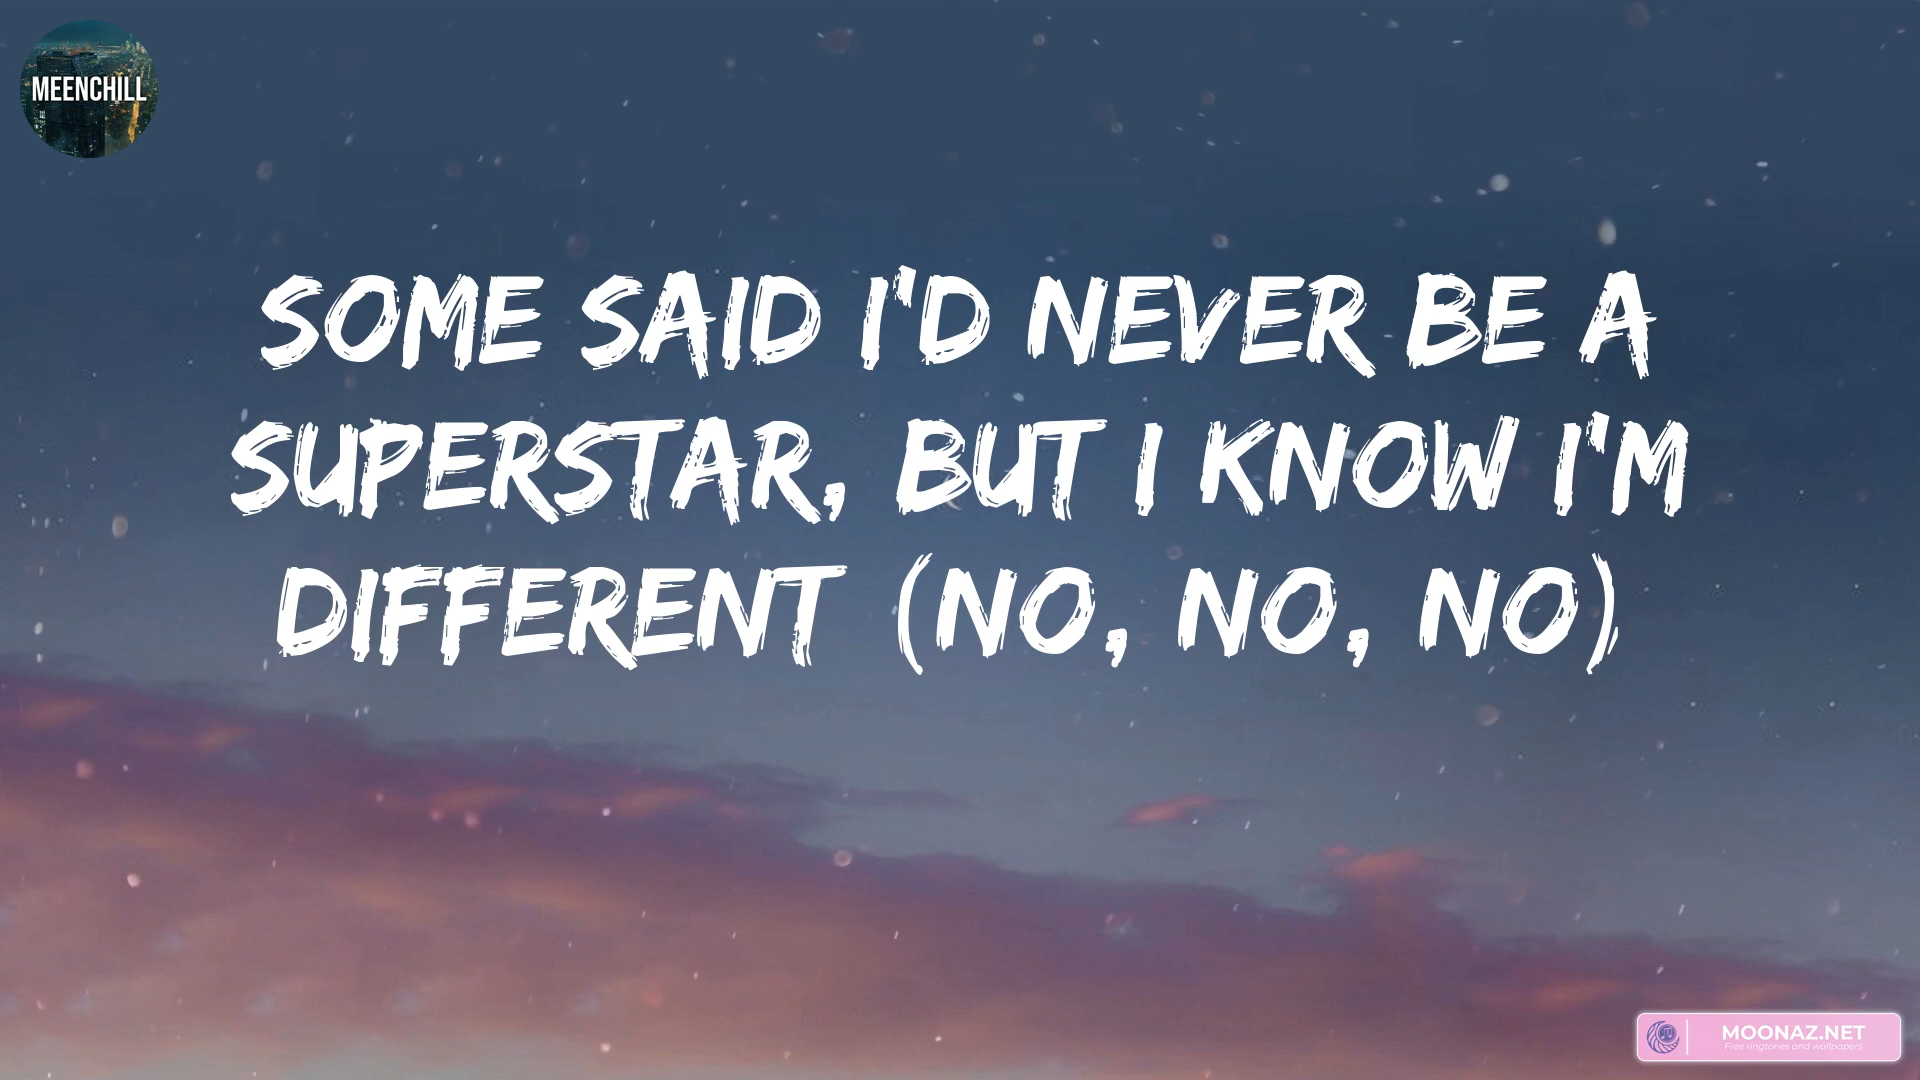 MEENCHILL
SOME SAID I'D NEVER BE A
SUPERSTAR, BUT I KNOW I'M
DIFFERENT (NO, NO, NO)
MOONAZ.NET
Free ringtones and wallpapers